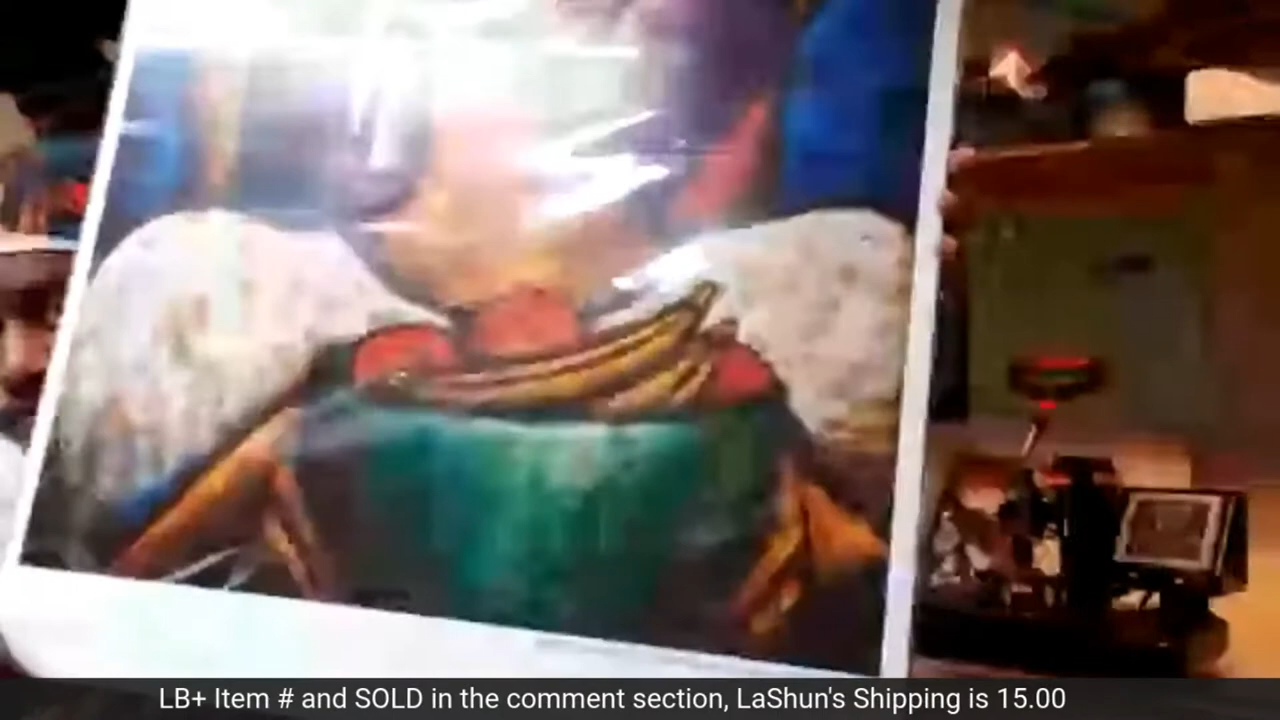 LB+ Item # and SOLD in the comment section, LaShun's Shipping is 15.00